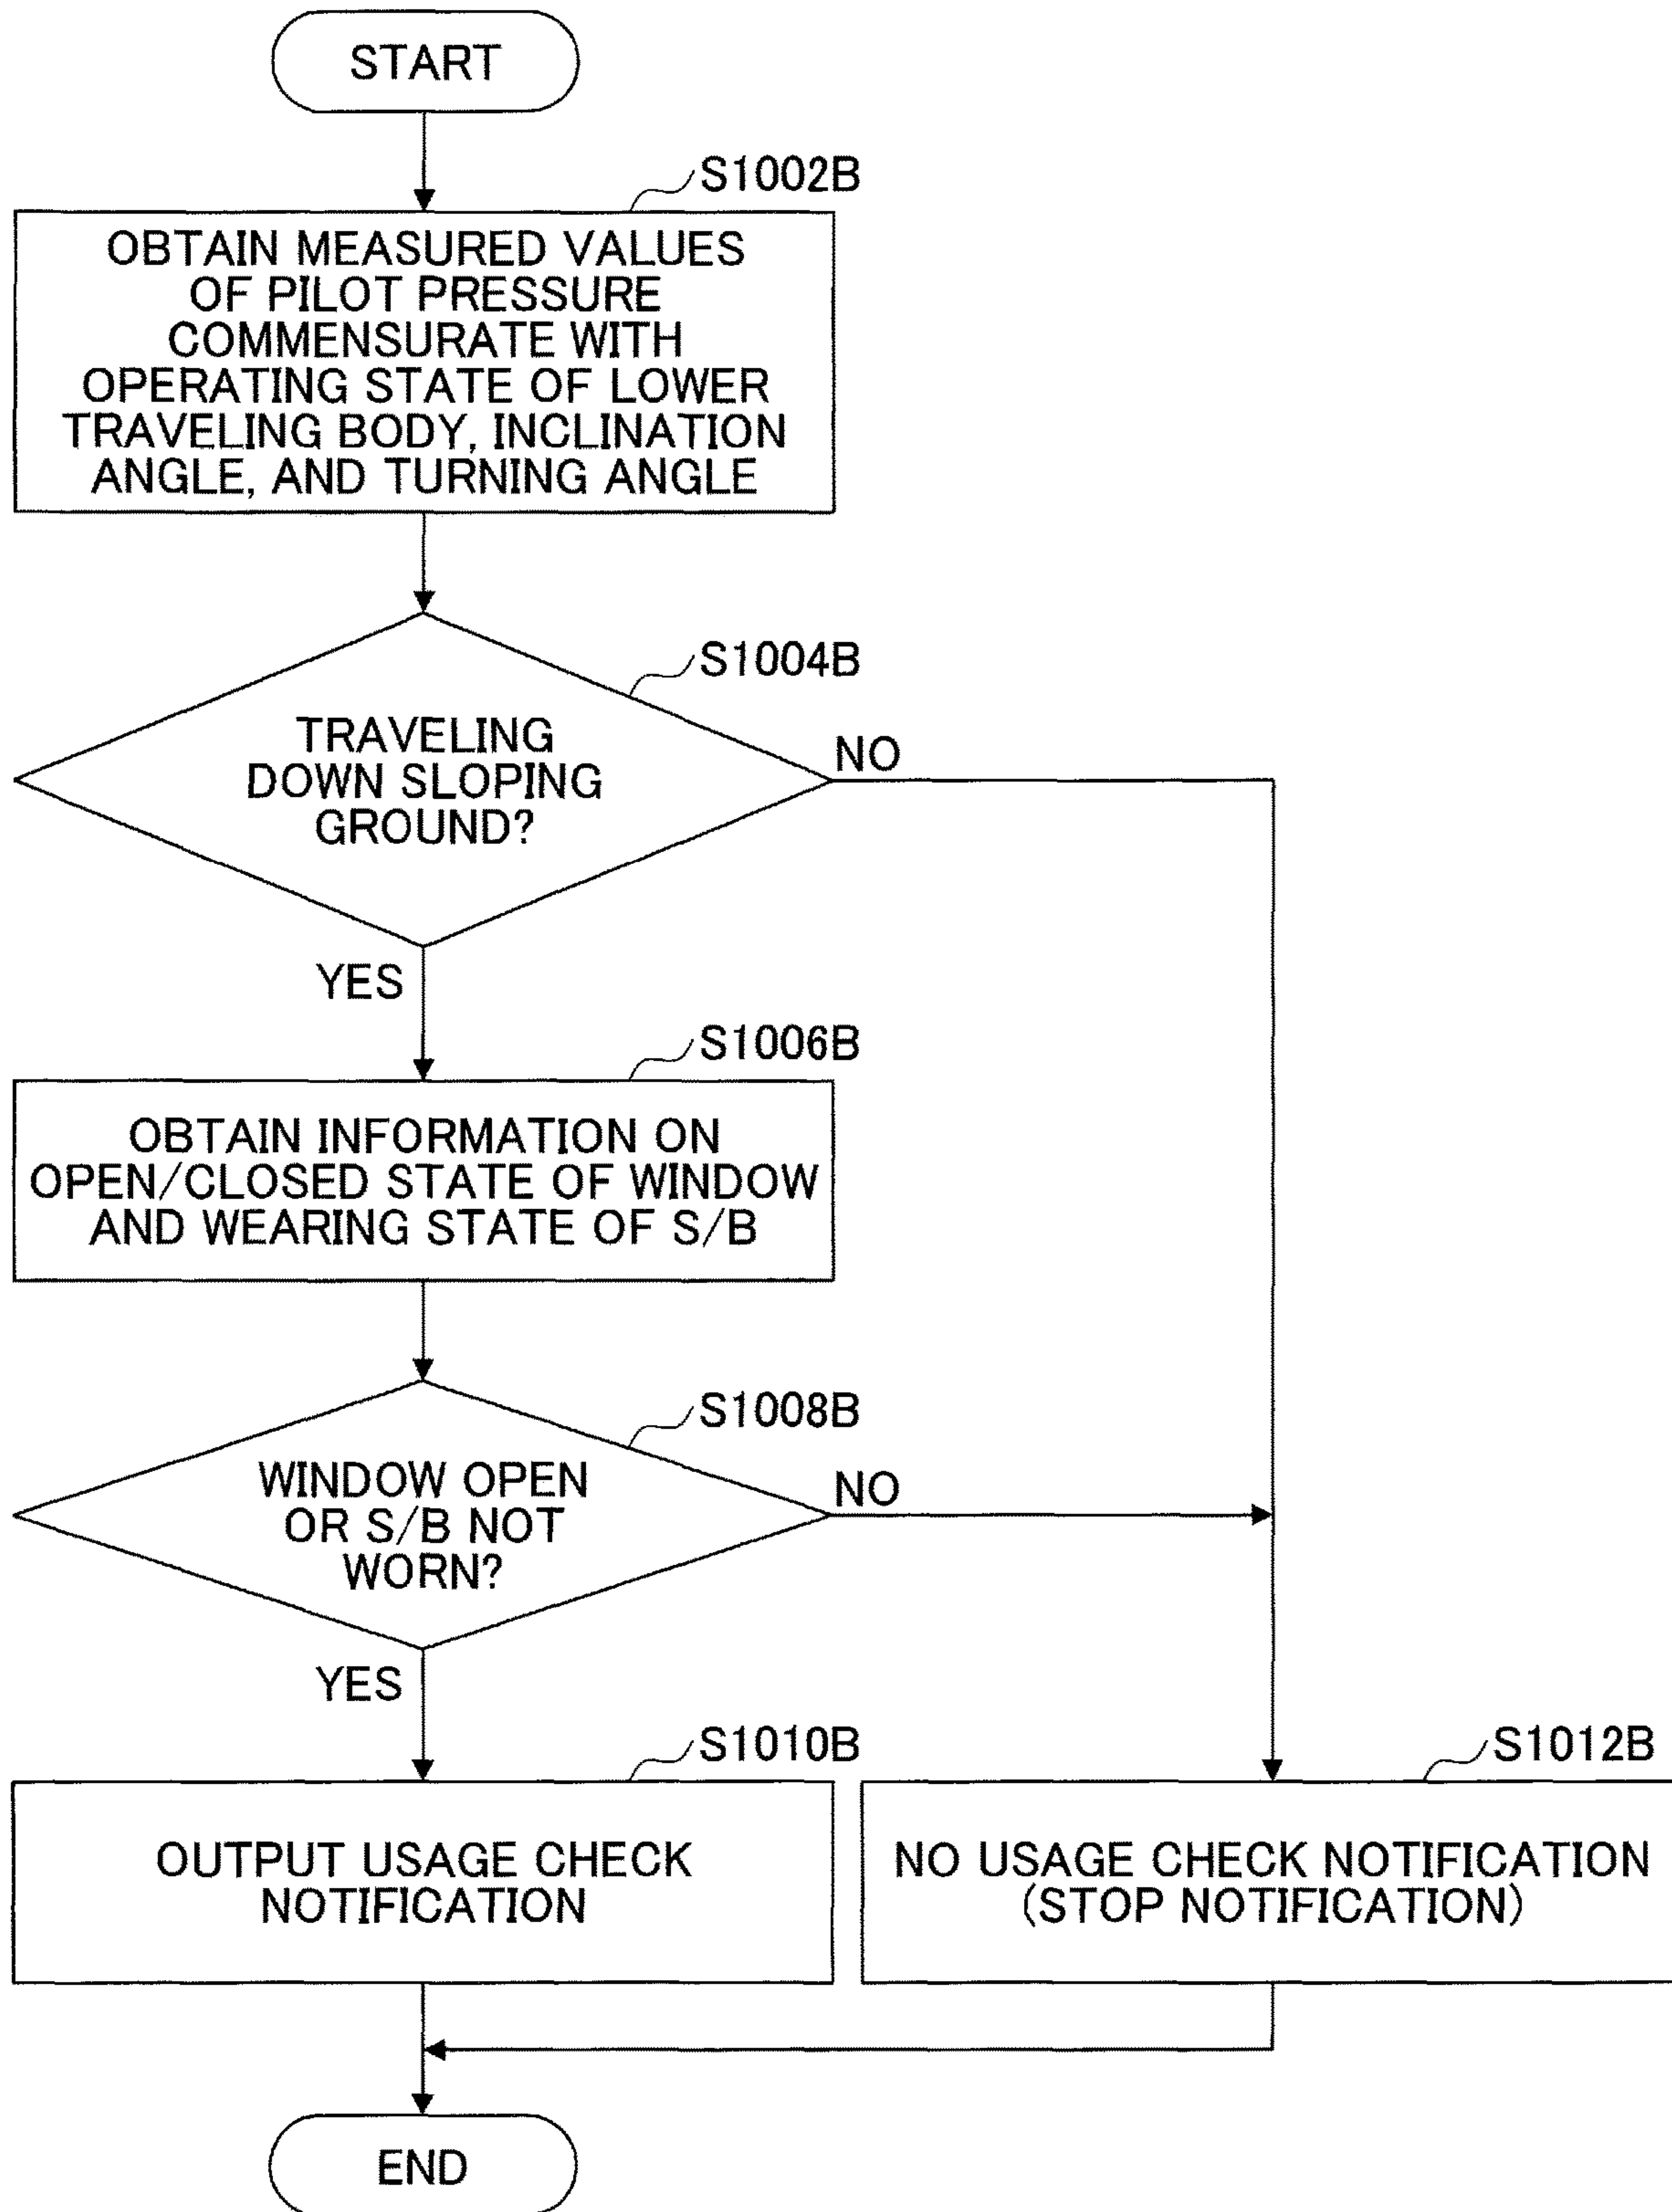 START
S1002B
OBTAIN MEASURED VALUES
OF PILOT PRESSURE
COMMENSURATE WITH
OPERATING STATE OF LOWER
TRAVELING BODY, INCLINATION
ANGLE, AND TURNING ANGLE
S1004B
TRAVELING
DOWN SLOPING
GROUND?
NO
YES
S1006B
OBTAIN INFORMATION ON
OPEN/CLOSED STATE OF WINDOW
AND WEARING STATE OF S/B
S1008B
WINDOW OPEN
OR S/B NOT
WORN?
NO
YES
S1010B
OUTPUT USAGE CHECK
NOTIFICATION
S1012B
NO USAGE CHECK NOTIFICATION
(STOP NOTIFICATION)
END